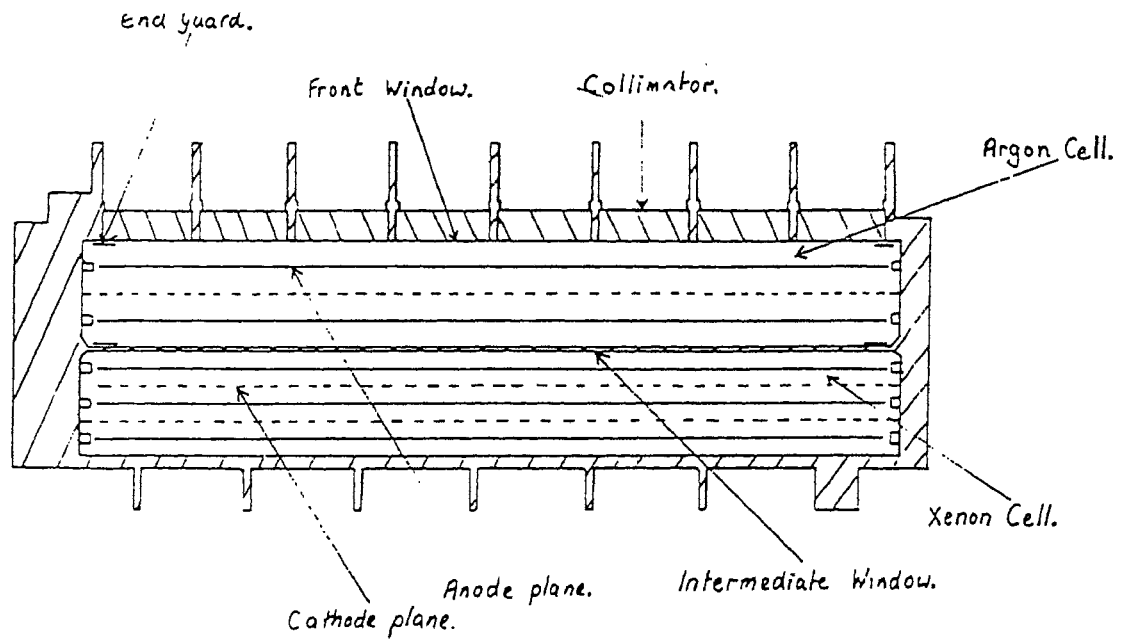 End guard.
Front Window.
Collimator.
Argon Cell.
Xenon Cell.
Intermediate Window.
Anode plane.
Cathode plane.